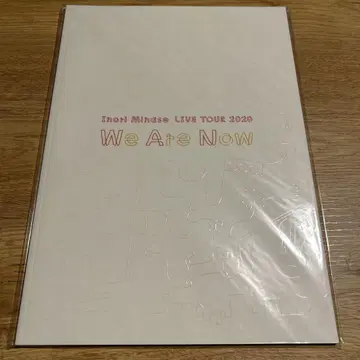 Inori Minase LIVE TOUR 2020
We Are Now